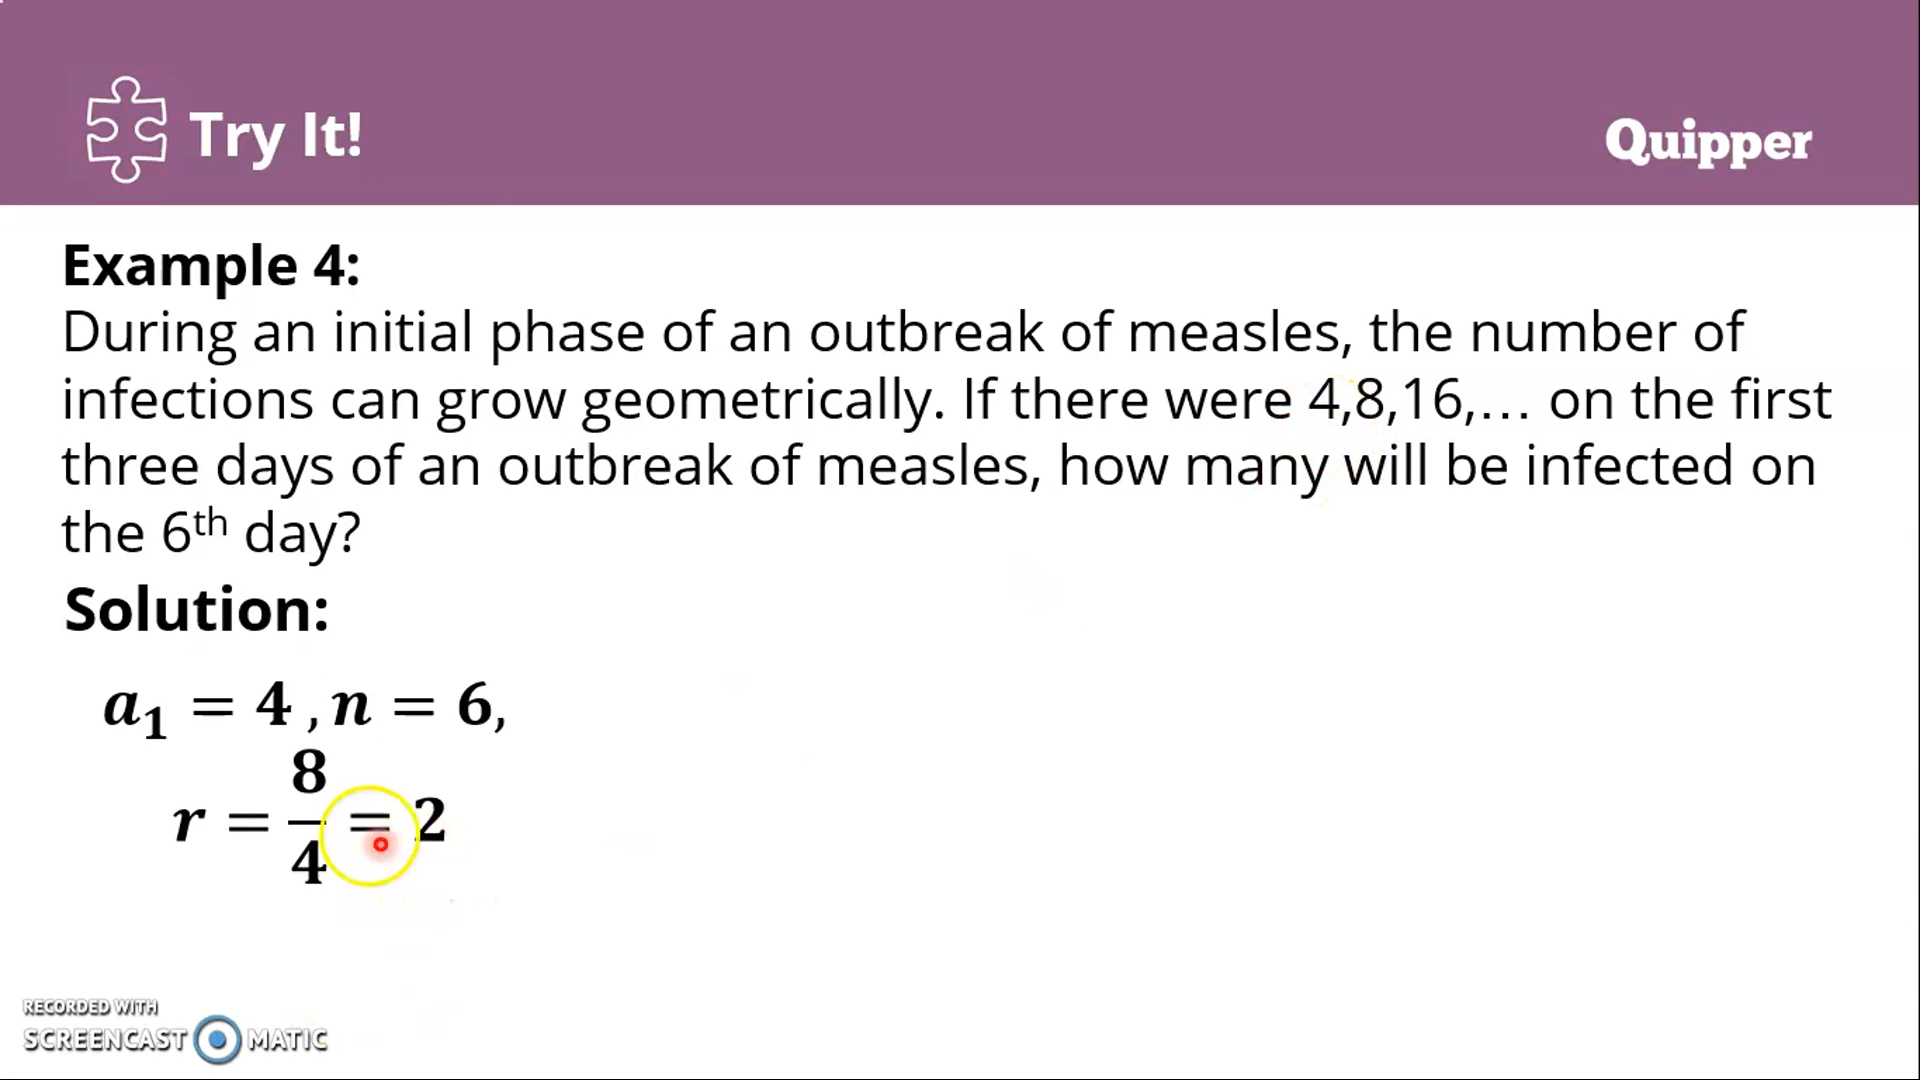 Try It!
Quipper
Example 4:
During an initial phase of an outbreak of measles, the number of
infections can grow geometrically. If there were 4,8,16,… on the first
three days of an outbreak of measles, how many will be infected on
the 6th day?
Solution:
a₁ = 4 , n = 6,
r = 8/4 = 2
RECORDED WITH
SCREENCAST MATIC